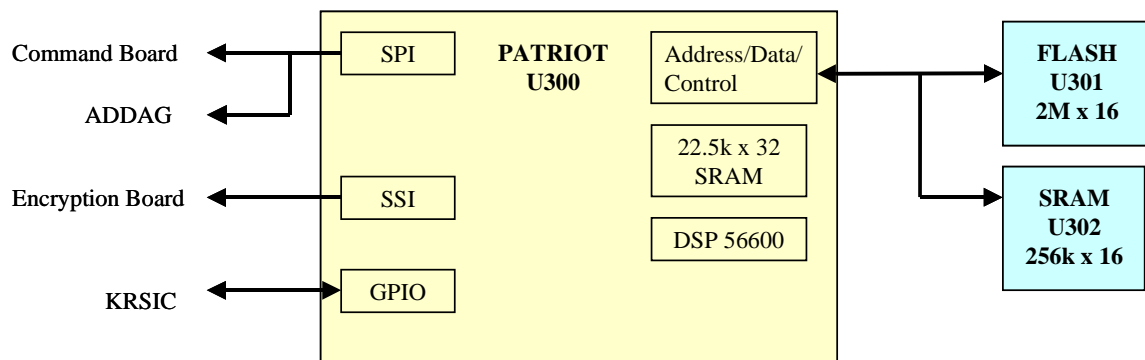 Command Board
ADDAG
Encryption Board
KRSIC
SPI
SSI
GPIO
PATRIOT
U300
Address/Data/
Control
22.5k x 32
SRAM
DSP 56600
FLASH
U301
2M x 16
SRAM
U302
256k x 16